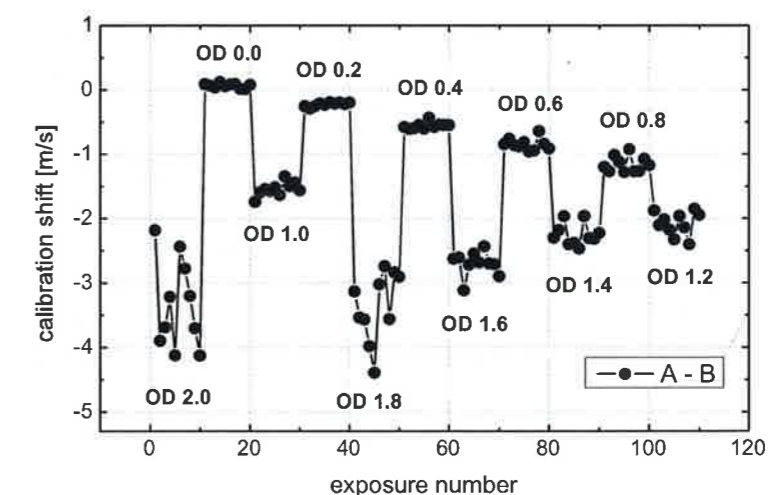 calibration shift [m/s]
1
0
-1
-2
-3
-4
-5
OD 0.0
OD 0.2
OD 0.4
OD 0.6
OD 0.8
OD 1.0
OD 1.2
OD 1.4
OD 1.6
OD 2.0
OD 1.8
A - B
0 20 40 60 80 100 120
exposure number